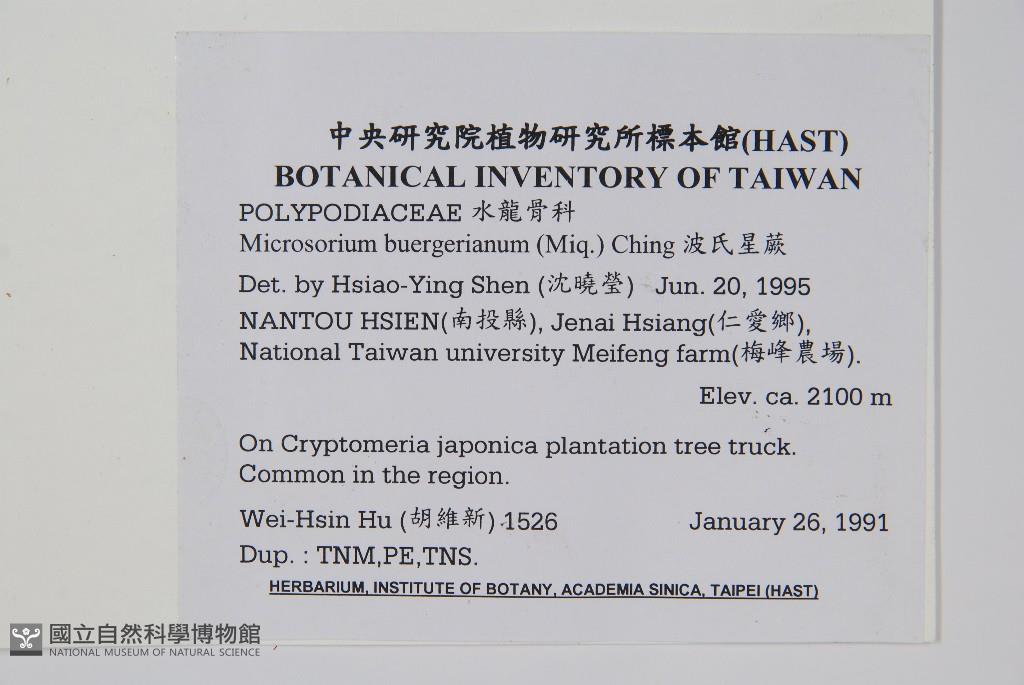 中央研究院植物研究所標本館(HAST)
BOTANICAL INVENTORY OF TAIWAN
POLYPODIACEAE 水龍骨科
Microsorium buergerianum (Miq.) Ching 波氏星蕨
Det. by Hsiao-Ying Shen (沈曉瑩) Jun. 20, 1995
NANTOU HSIEN(南投縣), Jenai Hsiang(仁愛鄉),
National Taiwan university Meifeng farm(梅峰農場).
Elev. ca. 2100 m
On Cryptomeria japonica plantation tree truck.
Common in the region.
Wei-Hsin Hu (胡維新) 1526 January 26, 1991
Dup. : TNM,PE,TNS.
HERBARIUM, INSTITUTE OF BOTANY, ACADEMIA SINICA, TAIPEI (HAST)
國立自然科學博物館
NATIONAL MUSEUM OF NATURAL SCIENCE